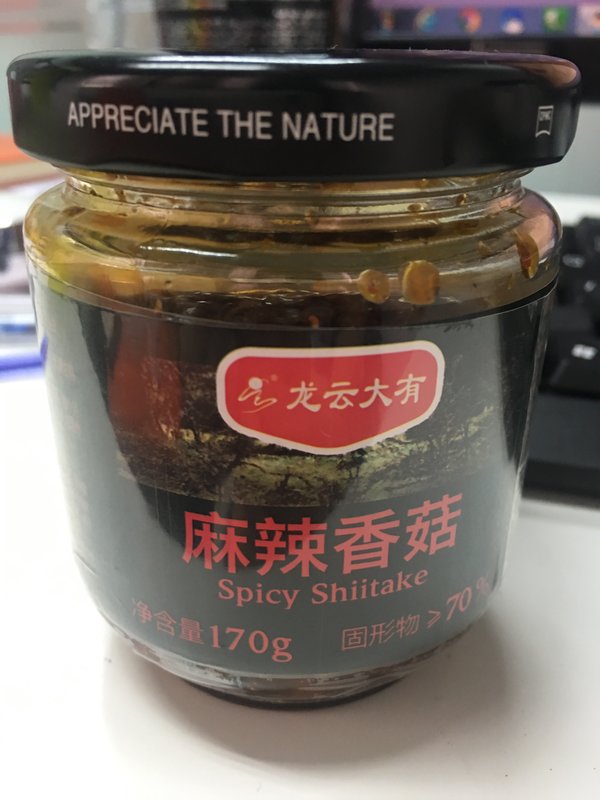 APPRECIATE THE NATURE
龙云大有
麻辣香菇
Spicy Shiitake
净含量170g
固形物≥70%